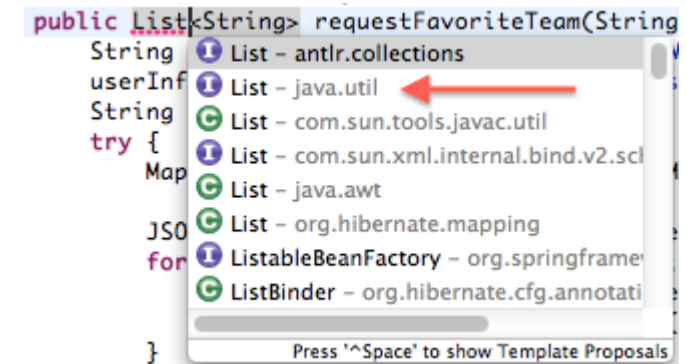 public List<String> requestFavoriteTeam(String
String
List – antlr.collections
userInf
List – java.util
String
List – com.sun.tools.javac.util
try {
List – com.sun.xml.internal.bind.v2.scl
Map
List – java.awt
JSO
List – org.hibernate.mapping
for
ListableBeanFactory – org.springframe
ListBinder – org.hibernate.cfg.annotati
}
Press '^Space' to show Template Proposals